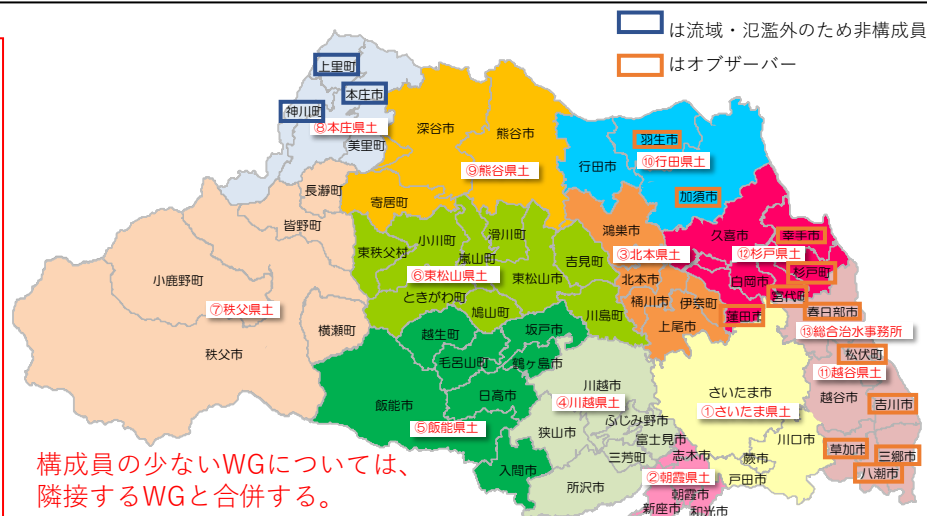 は流域・氾濫外のため非構成員
はオブザーバー
上里町
本庄市
神川町
⑧本庄県土
美里町
深谷市
熊谷市
⑨熊谷県土
寄居町
羽生市
行田市
⑩行田県土
加須市
長瀞町
皆野町
小鹿野町
⑦秩父県土
横瀬町
秩父市
東秩父村
小川町
滑川町
嵐山町
⑥東松山県土
東松山市
吉見町
ときがわ町
鳩山町
川島町
鴻巣市
③北本県土
北本市
桶川市
伊奈町
上尾市
久喜市
幸手市
⑫杉戸県土
白岡市
杉戸町
宮代町
蓮田市
春日部市
⑬総合治水事務所
松伏町
⑪越谷県土
越谷市
吉川市
草加市
三郷市
八潮市
越生町
坂戸市
毛呂山町
鶴ヶ島市
飯能市
日高市
⑤飯能県土
入間市
川越市
④川越県土
ふじみ野市
狭山市
富士見市
三芳町
所沢市
さいたま市
①さいたま県土
川口市
蕨市
戸田市
志木市
②朝霞県土
朝霞市
新座市
和光市
構成員の少ないWGについては、
隣接するWGと合併する。